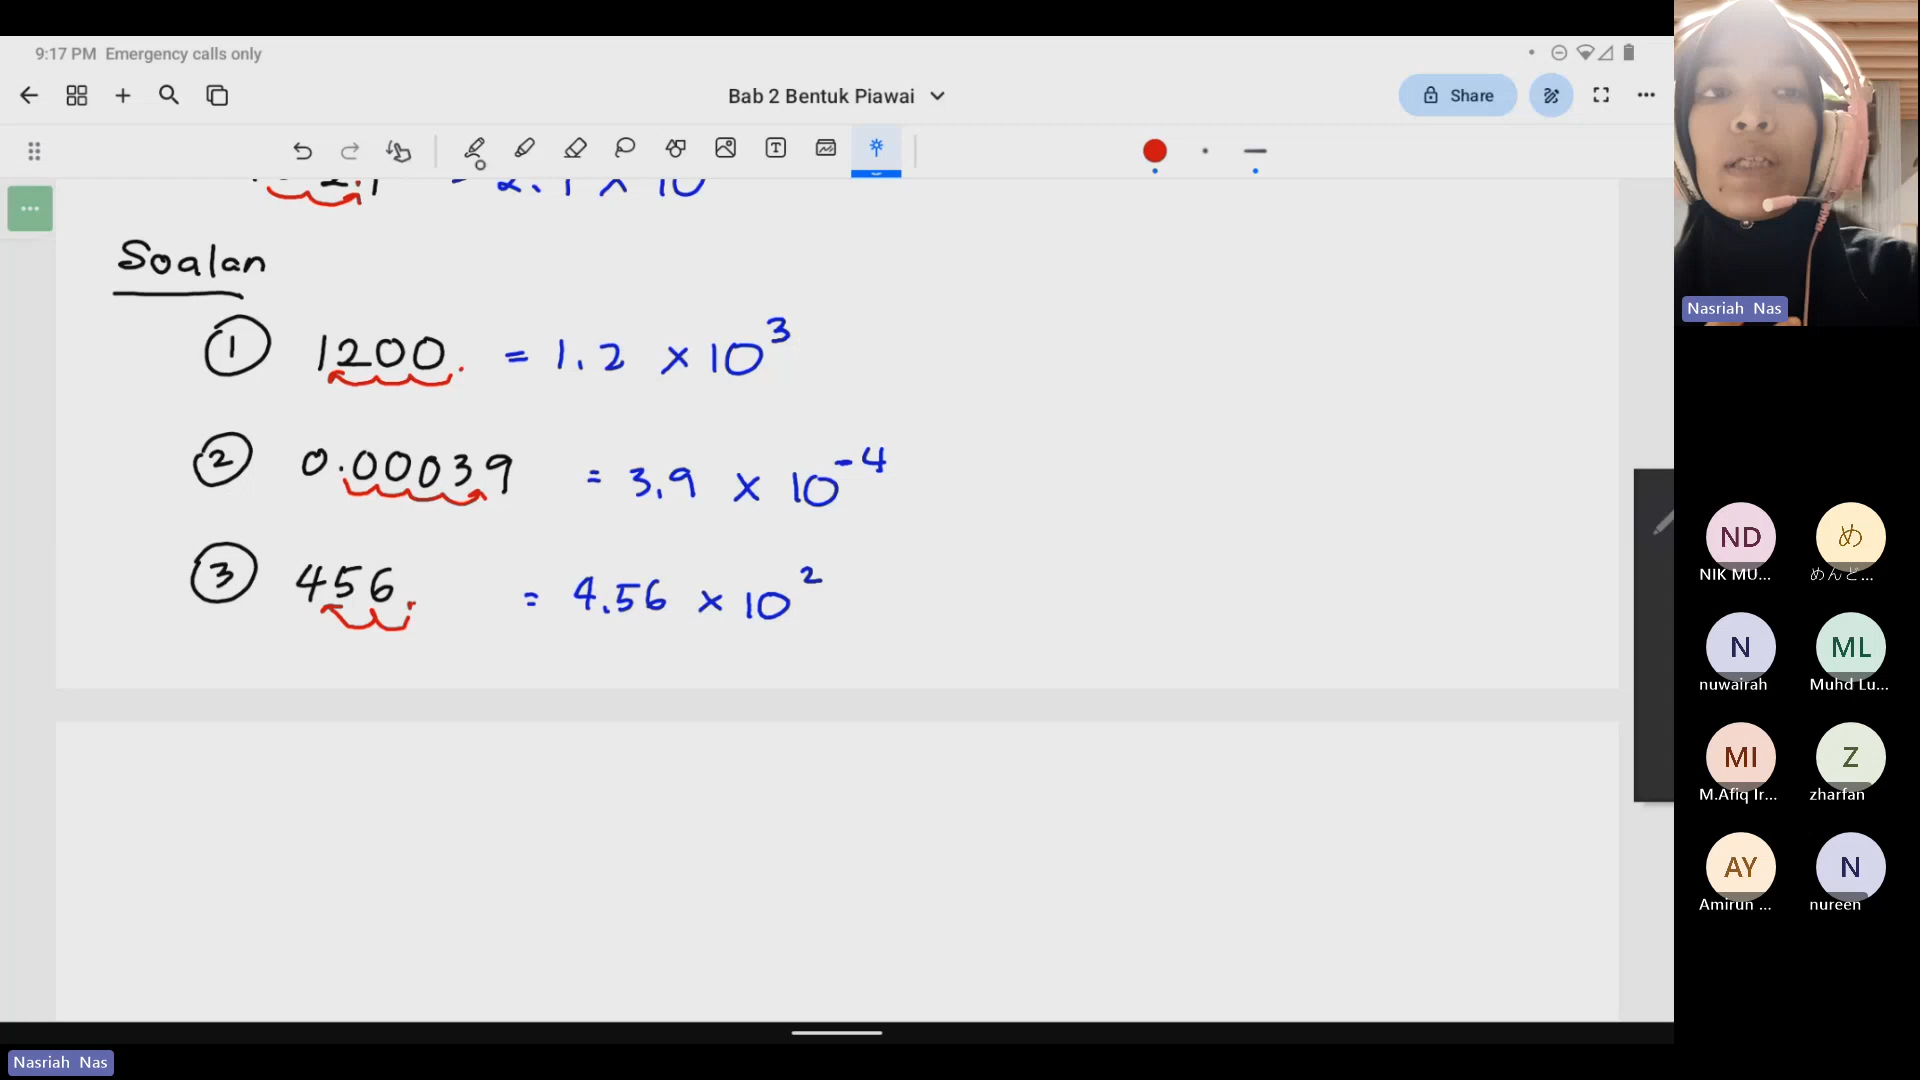 9:17 PM Emergency calls only
Bab 2 Bentuk Piawai
Share
Soalan
① 1200. = 1.2 × 10³
② 0.00039 = 3.9 × 10⁻⁴
③ 456. = 4.56 × 10²
Nasriah Nas
ND
NIK MU...
め
めんど...
N
nuwairah
ML
Muhd Lu...
MI
M.Afiq Ir...
Z
zharfan
AY
Amirun ...
N
nureen
Nasriah Nas